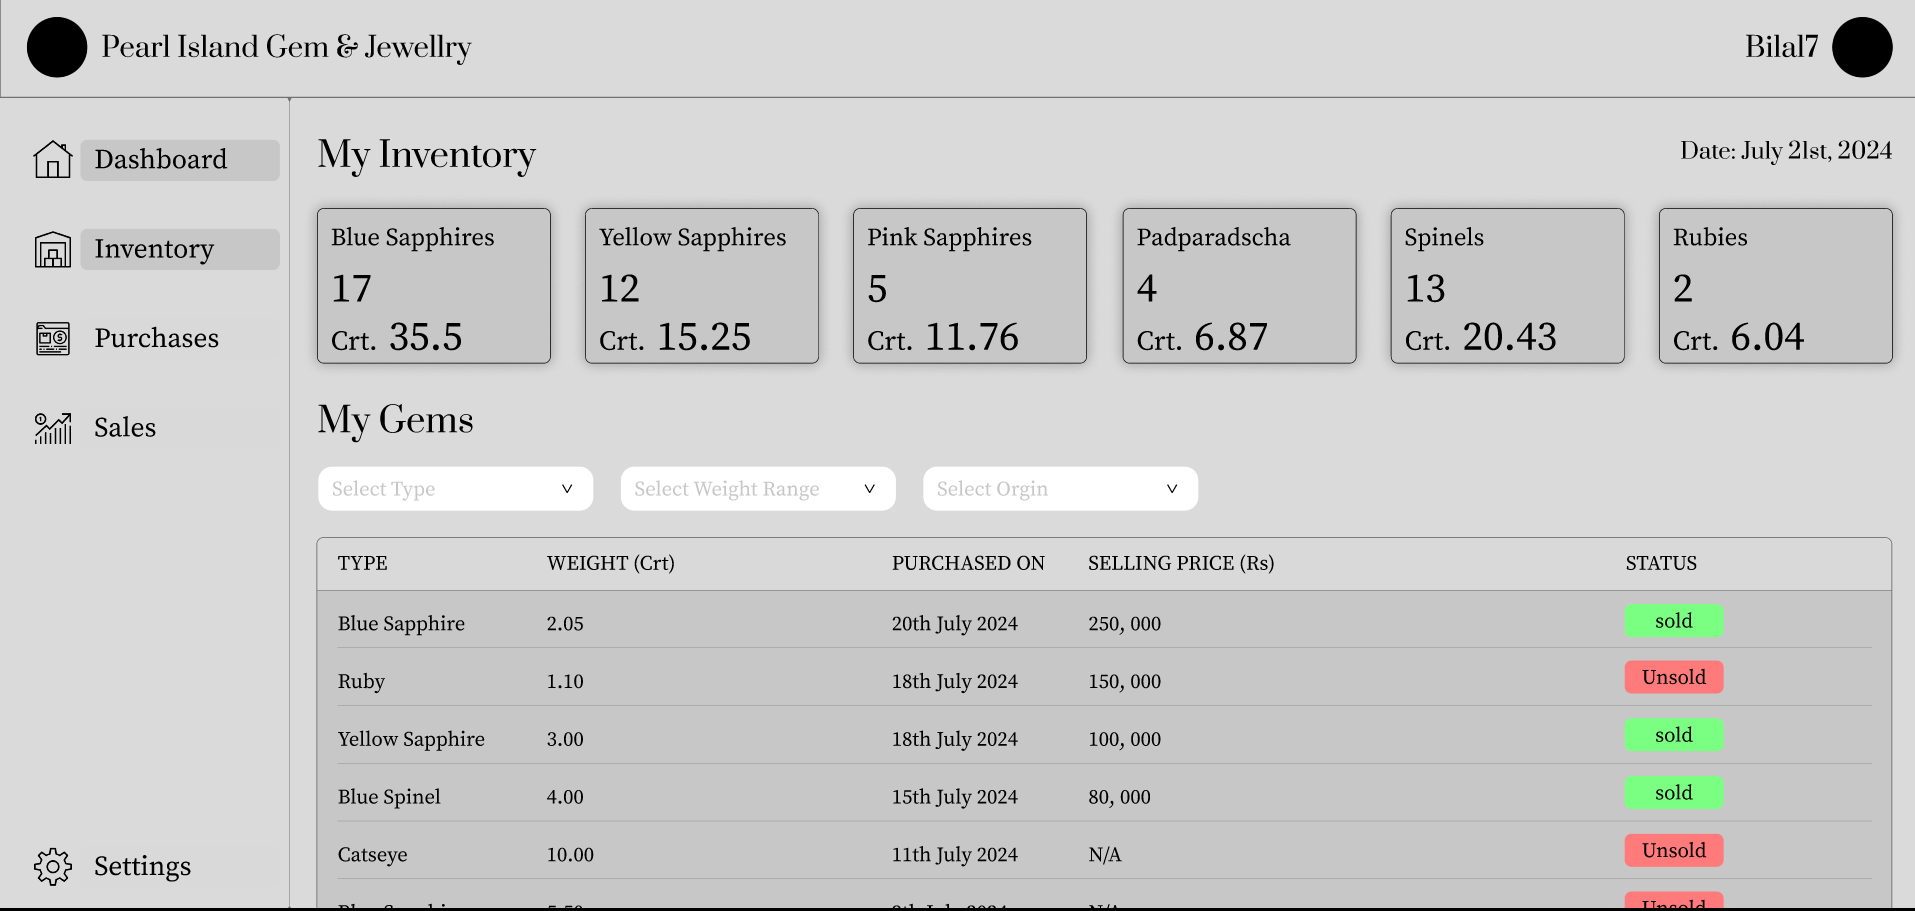 Pearl Island Gem & Jewellry
Bilal7
Dashboard
Inventory
Purchases
Sales
Settings
My Inventory
Date: July 21st, 2024
Blue Sapphires
17
Crt. 35.5
Yellow Sapphires
12
Crt. 15.25
Pink Sapphires
5
Crt. 11.76
Padparadscha
4
Crt. 6.87
Spinels
13
Crt. 20.43
Rubies
2
Crt. 6.04
My Gems
Select Type
Select Weight Range
Select Orgin
TYPE WEIGHT (Crt) PURCHASED ON SELLING PRICE (Rs) STATUS
Blue Sapphire 2.05 20th July 2024 250, 000 sold
Ruby 1.10 18th July 2024 150, 000 Unsold
Yellow Sapphire 3.00 18th July 2024 100, 000 sold
Blue Spinel 4.00 15th July 2024 80, 000 sold
Catseye 10.00 11th July 2024 N/A Unsold
N/A Unsold